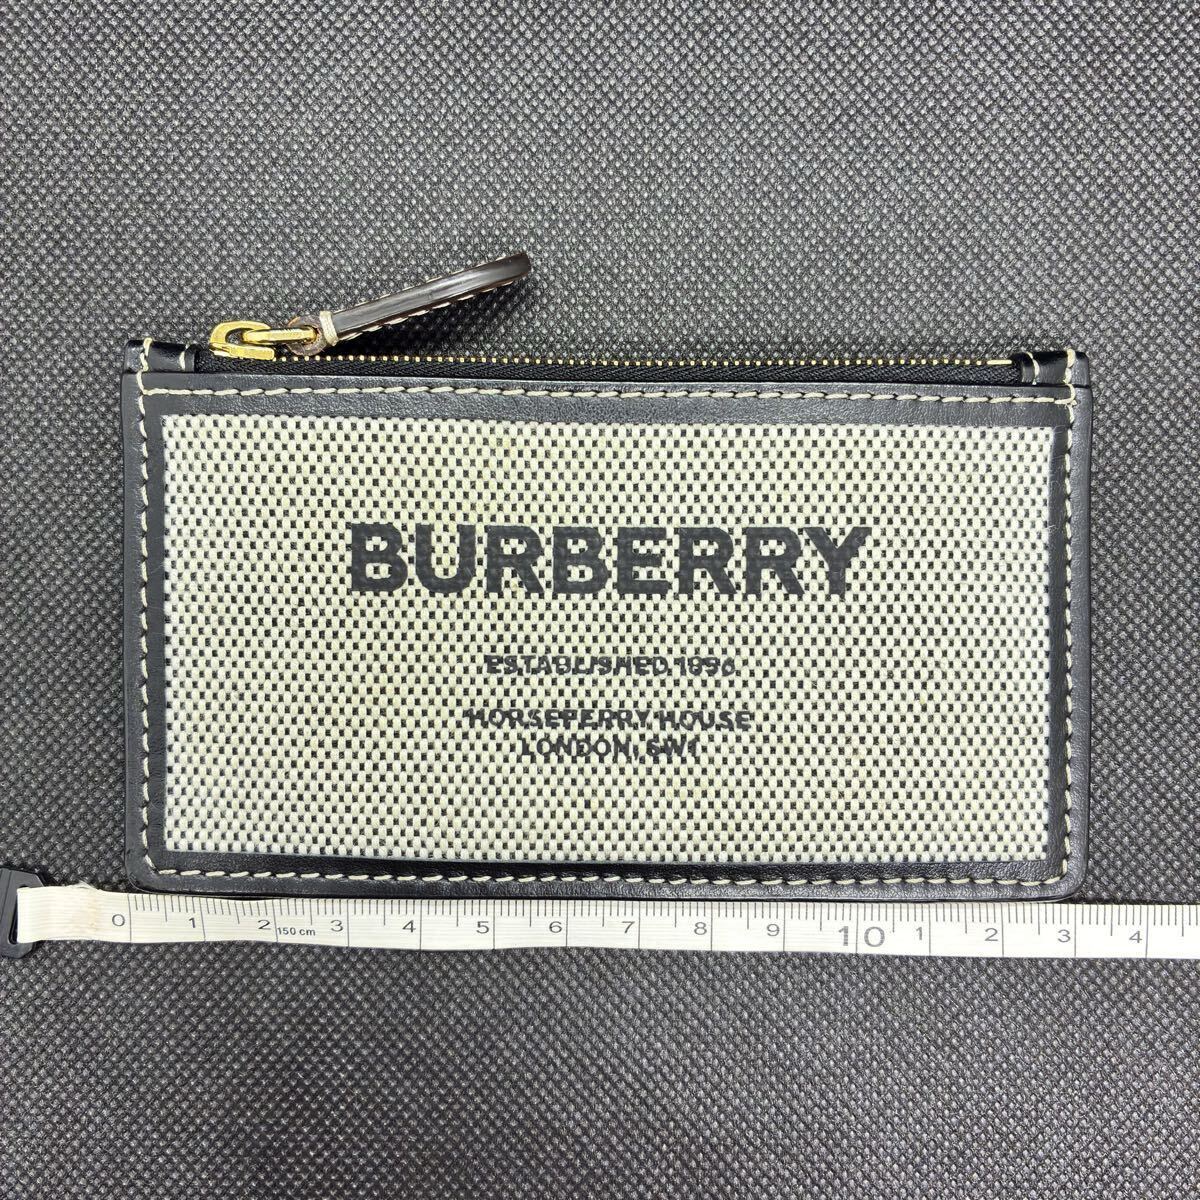 BURBERRY
ESTABLISHED 1856
HORSEFERRY HOUSE
LONDON, SW1
0 1 2 150 cm 3 4 5 6 7 8 9 10 1 2 3 4